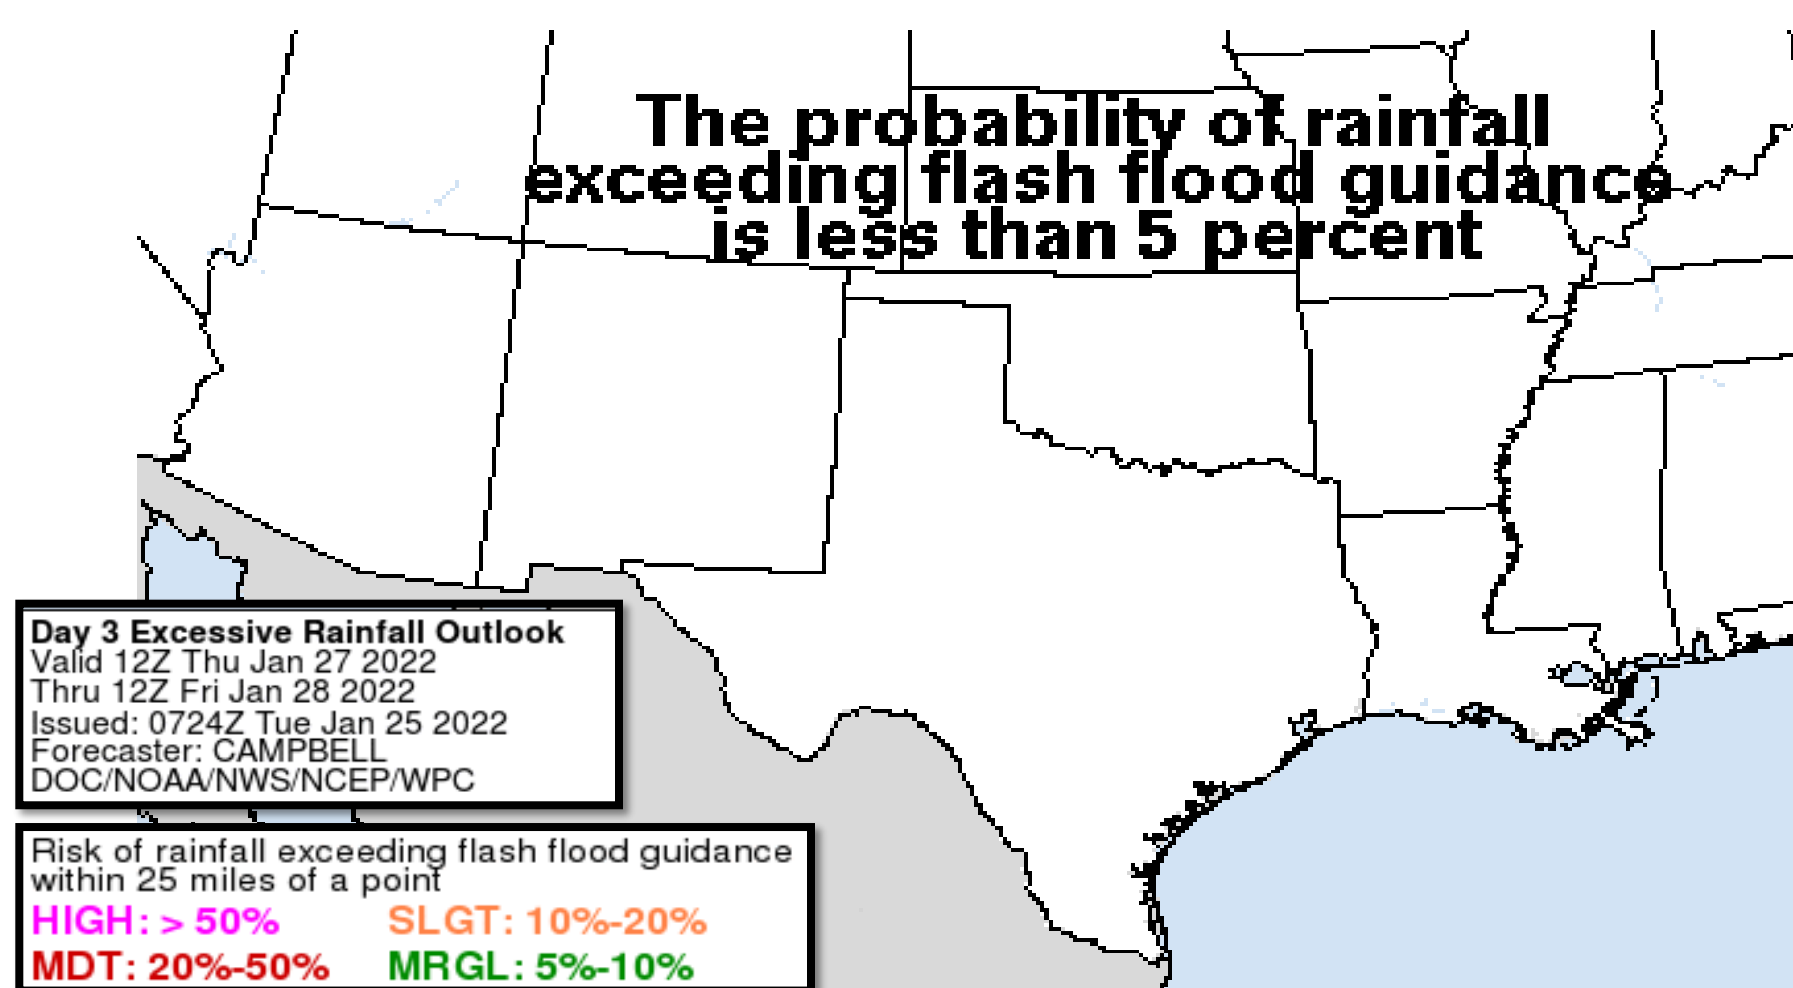 The probability of rainfall
exceeding flash flood guidance
is less than 5 percent
Day 3 Excessive Rainfall Outlook
Valid 12Z Thu Jan 27 2022
Thru 12Z Fri Jan 28 2022
Issued: 0724Z Tue Jan 25 2022
Forecaster: CAMPBELL
DOC/NOAA/NWS/NCEP/WPC
Risk of rainfall exceeding flash flood guidance
within 25 miles of a point
HIGH: > 50% SLGT: 10%-20%
MDT: 20%-50% MRGL: 5%-10%